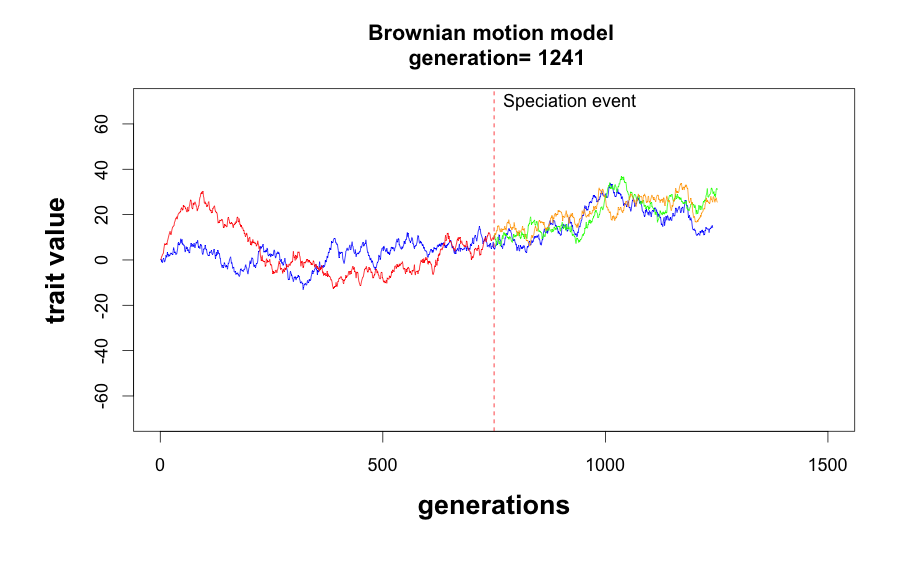 Brownian motion model
generation= 1241
Speciation event
60
40
20
0
-20
-40
-60
trait value
0 500 1000 1500
generations